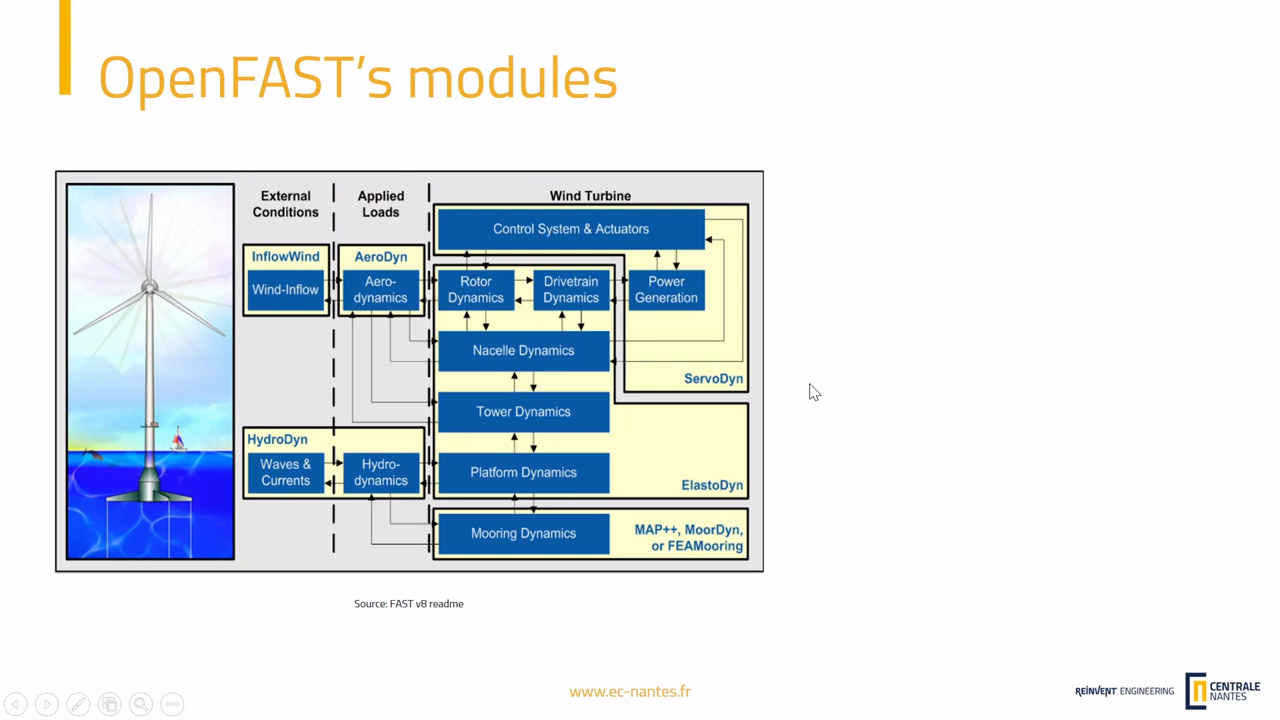 OpenFAST’s modules
External
Conditions
Applied
Loads
Wind Turbine
Control System & Actuators
InflowWind
Wind-Inflow
AeroDyn
Aero-
dynamics
Rotor
Dynamics
Drivetrain
Dynamics
Power
Generation
Nacelle Dynamics
ServoDyn
Tower Dynamics
HydroDyn
Waves &
Currents
Hydro-
dynamics
Platform Dynamics
ElastoDyn
Mooring Dynamics
MAP++, MoorDyn,
or FEAMooring
Source: FAST v8 readme
www.ec-nantes.fr
REINVENT ENGINEERING
CENTRALE
NANTES